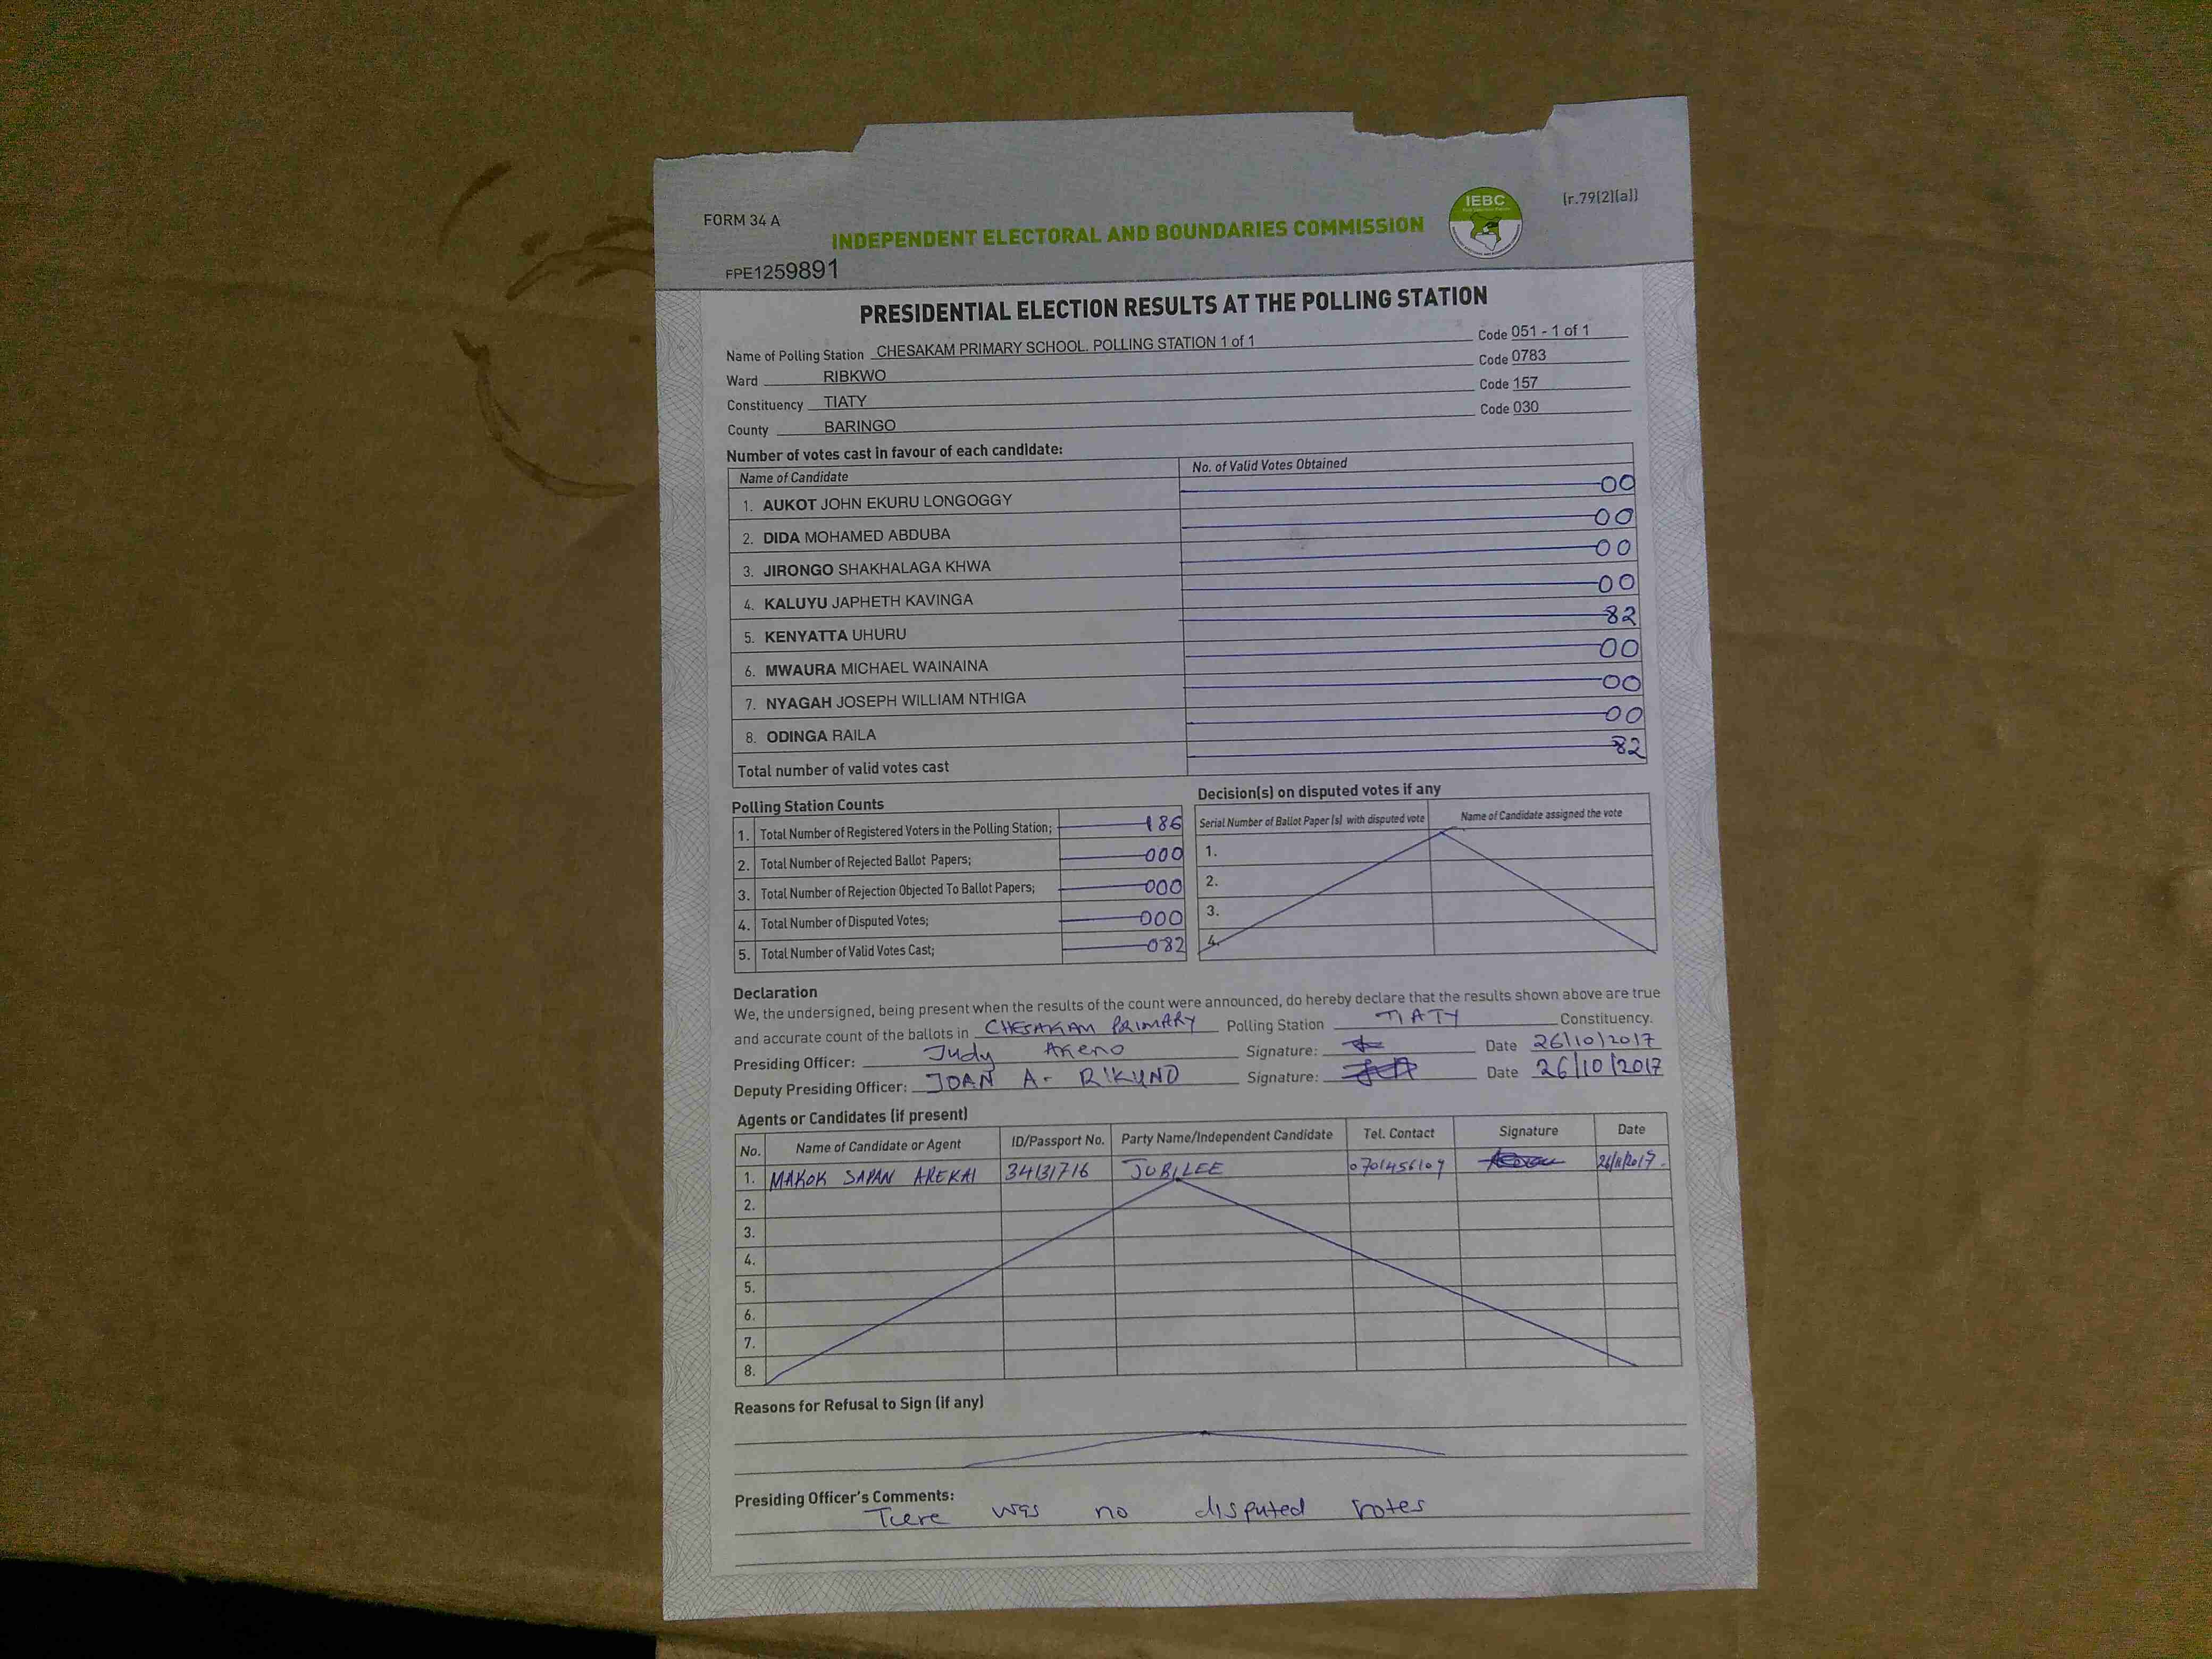 IEBC
(r.79(2)(a))
FORM 34 A
INDEPENDENT ELECTORAL AND BOUNDARIES COMMISSION
FPE1259891
PRESIDENTIAL ELECTION RESULTS AT THE POLLING STATION
Name of Polling Station CHESAKAM PRIMARY SCHOOL. POLLING STATION 1 of 1 Code 051 - 1 of 1
Ward RIBKWO Code 0783
Constituency TIATY Code 157
County BARINGO Code 030
Number of votes cast in favour of each candidate:
Name of Candidate No. of Valid Votes Obtained
1. AUKOT JOHN EKURU LONGOGGY 00
2. DIDA MOHAMED ABDUBA 00
3. JIRONGO SHAKHALAGA KHWA 00
4. KALUYU JAPHETH KAVINGA 00
5. KENYATTA UHURU 82
6. MWAURA MICHAEL WAINAINA 00
7. NYAGAH JOSEPH WILLIAM NTHIGA 00
8. ODINGA RAILA 00
Total number of valid votes cast 82
Polling Station Counts
1. Total Number of Registered Voters in the Polling Station; 186
2. Total Number of Rejected Ballot Papers; 000
3. Total Number of Rejection Objected To Ballot Papers; 000
4. Total Number of Disputed Votes; 000
5. Total Number of Valid Votes Cast; 082
Decision(s) on disputed votes if any
Serial Number of Ballot Paper (s) with disputed vote Name of Candidate assigned the vote
1.
2.
3.
4.
Declaration
We, the undersigned, being present when the results of the count were announced, do hereby declare that the results shown above are true
and accurate count of the ballots in CHESAKAM PRIMARY Polling Station TIATY Constituency.
Presiding Officer: Judy Akeno Signature: Date 26/10/2017
Deputy Presiding Officer: JOAN A- RIKUNO Signature: Date 26/10/2017
Agents or Candidates (if present)
No. Name of Candidate or Agent ID/Passport No. Party Name/Independent Candidate Tel. Contact Signature Date
1. MAKOK SAPAN AREKAI 34131716 JUBILEE 0701456109
2.
3.
4.
5.
6.
7.
8.
Reasons for Refusal to Sign (if any)
Presiding Officer's Comments:
There was no disputed votes